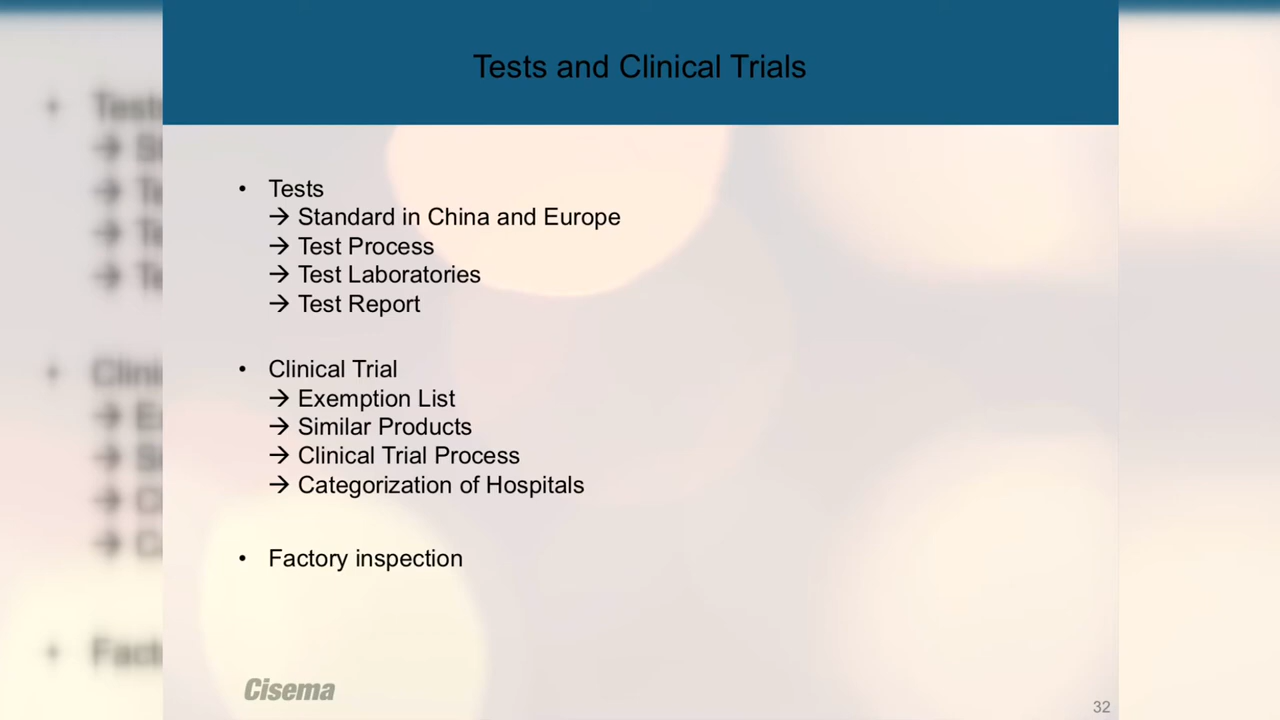 Tests and Clinical Trials
• Tests
→ Standard in China and Europe
→ Test Process
→ Test Laboratories
→ Test Report
• Clinical Trial
→ Exemption List
→ Similar Products
→ Clinical Trial Process
→ Categorization of Hospitals
• Factory inspection
Cisema
32